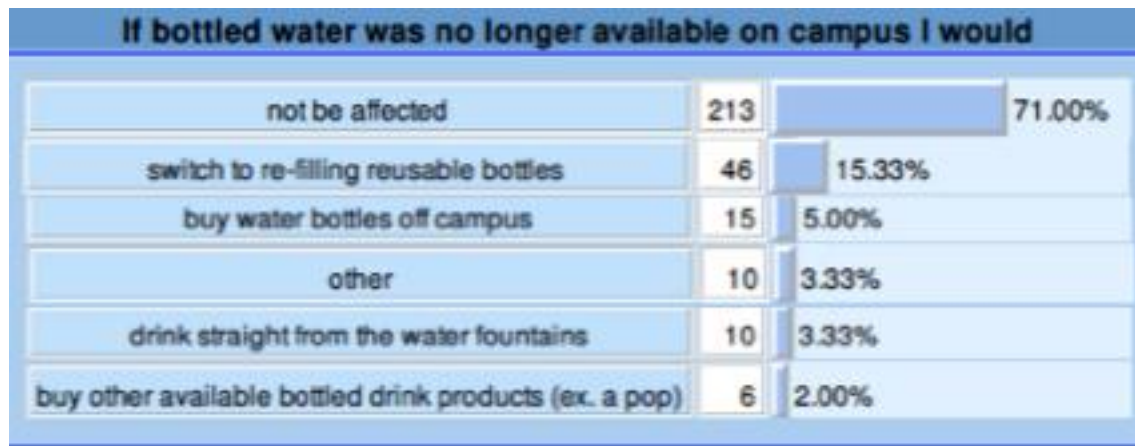 If bottled water was no longer available on campus I would
not be affected 213 71.00%
switch to re-filling reusable bottles 46 15.33%
buy water bottles off campus 15 5.00%
other 10 3.33%
drink straight from the water fountains 10 3.33%
buy other available bottled drink products (ex. a pop) 6 2.00%